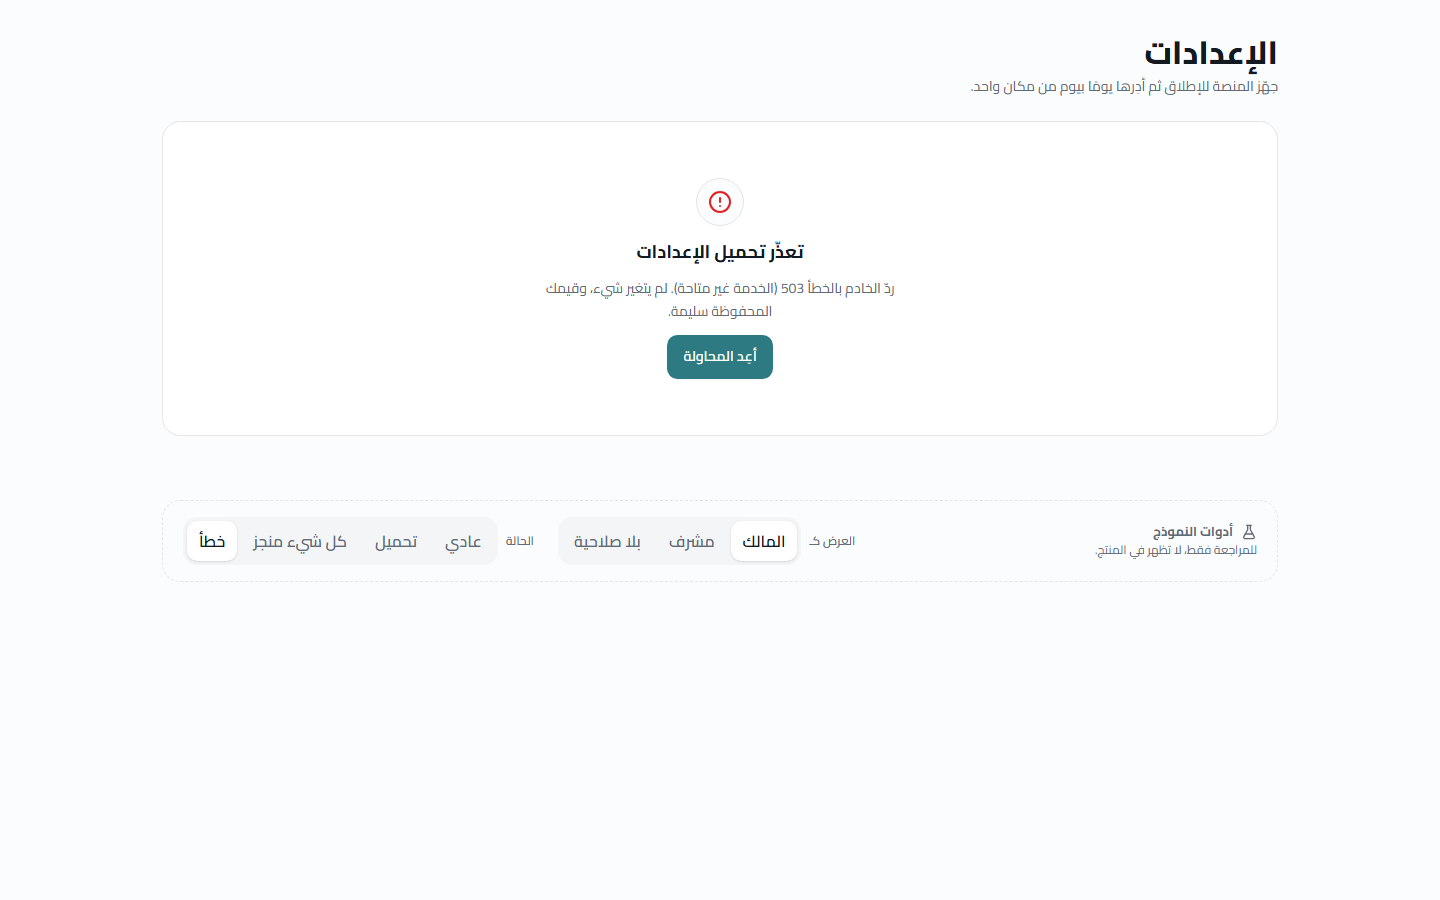 الإعدادات
جهّز المنصة للإطلاق ثم أدِرها يومًا بيوم من مكان واحد.
تعذّر تحميل الإعدادات
ردّ الخادم بالخطأ 503 (الخدمة غير متاحة). لم يتغير شيء، وقيمك
المحفوظة سليمة.
أعِد المحاولة
أدوات النموذج
للمراجعة فقط، لا تظهر في المنتج.
العرض كـ
المالك
مشرف
بلا صلاحية
الحالة
عادي
تحميل
كل شيء منجز
خطأ